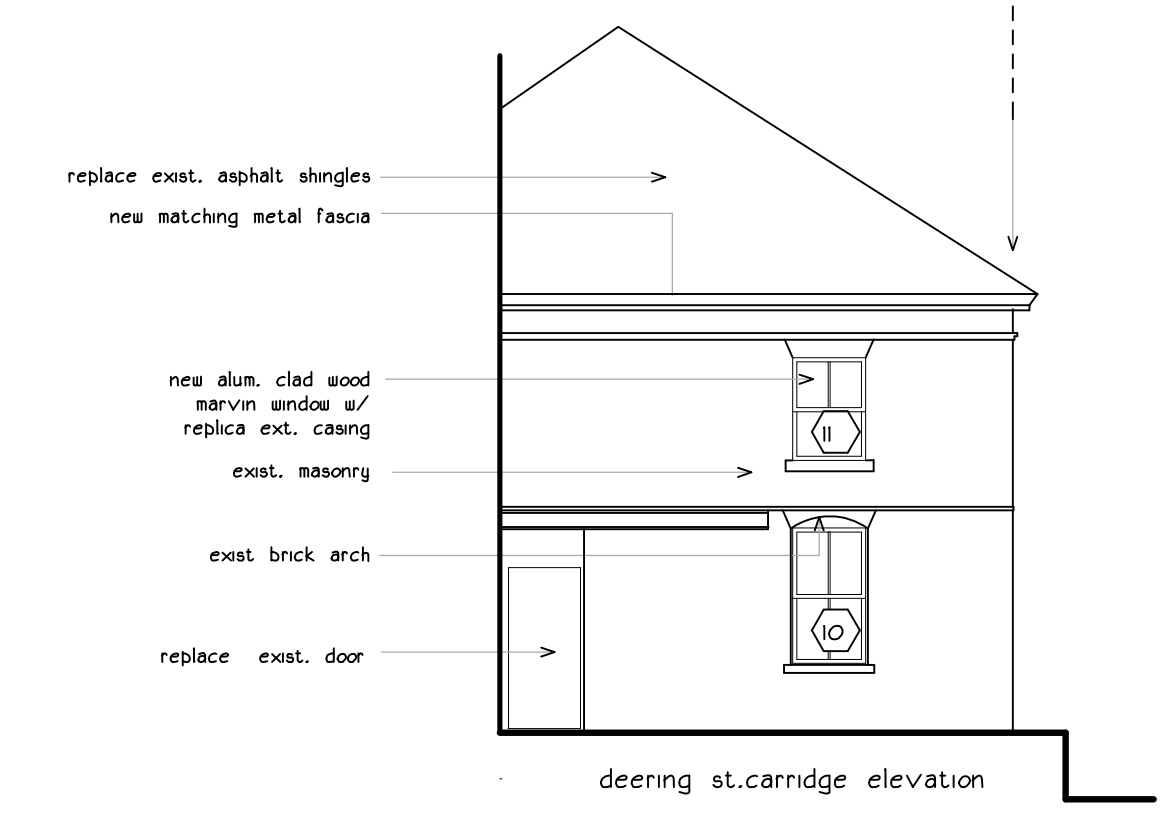 replace exist. asphalt shingles
new matching metal fascia
new alum. clad wood
marvin window w/
replica ext. casing
11
exist. masonry
exist brick arch
10
replace exist. door
deering st.carridge elevation